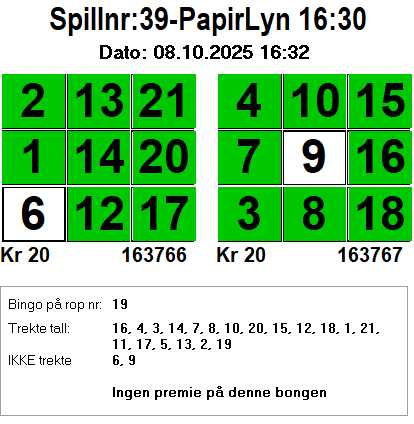 Spillnr:39-PapirLyn 16:30
Dato: 08.10.2025 16:32
2 13 21 4 10 15
1 14 20 7 9 16
6 12 17 3 8 18
Kr 20 163766 Kr 20 163767
Bingo på rop nr: 19
Trekte tall: 16, 4, 3, 14, 7, 8, 10, 20, 15, 12, 18, 1, 21,
11, 17, 5, 13, 2, 19
IKKE trekte 6, 9
Ingen premie på denne bongen